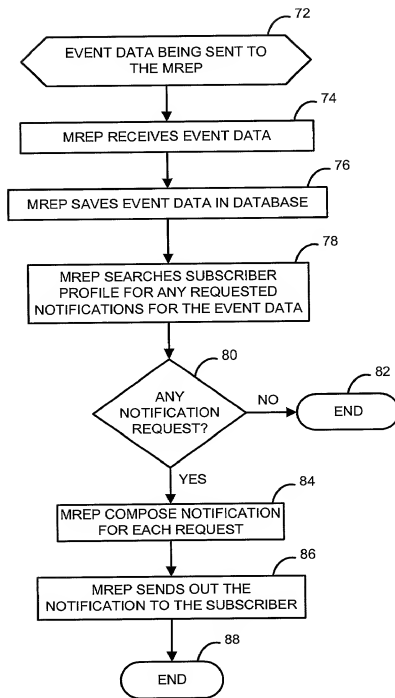 72
EVENT DATA BEING SENT TO
THE MREP
74
MREP RECEIVES EVENT DATA
76
MREP SAVES EVENT DATA IN DATABASE
78
MREP SEARCHES SUBSCRIBER
PROFILE FOR ANY REQUESTED
NOTIFICATIONS FOR THE EVENT DATA
80
ANY
NOTIFICATION
REQUEST?
NO
82
END
YES
84
MREP COMPOSE NOTIFICATION
FOR EACH REQUEST
86
MREP SENDS OUT THE
NOTIFICATION TO THE SUBSCRIBER
88
END